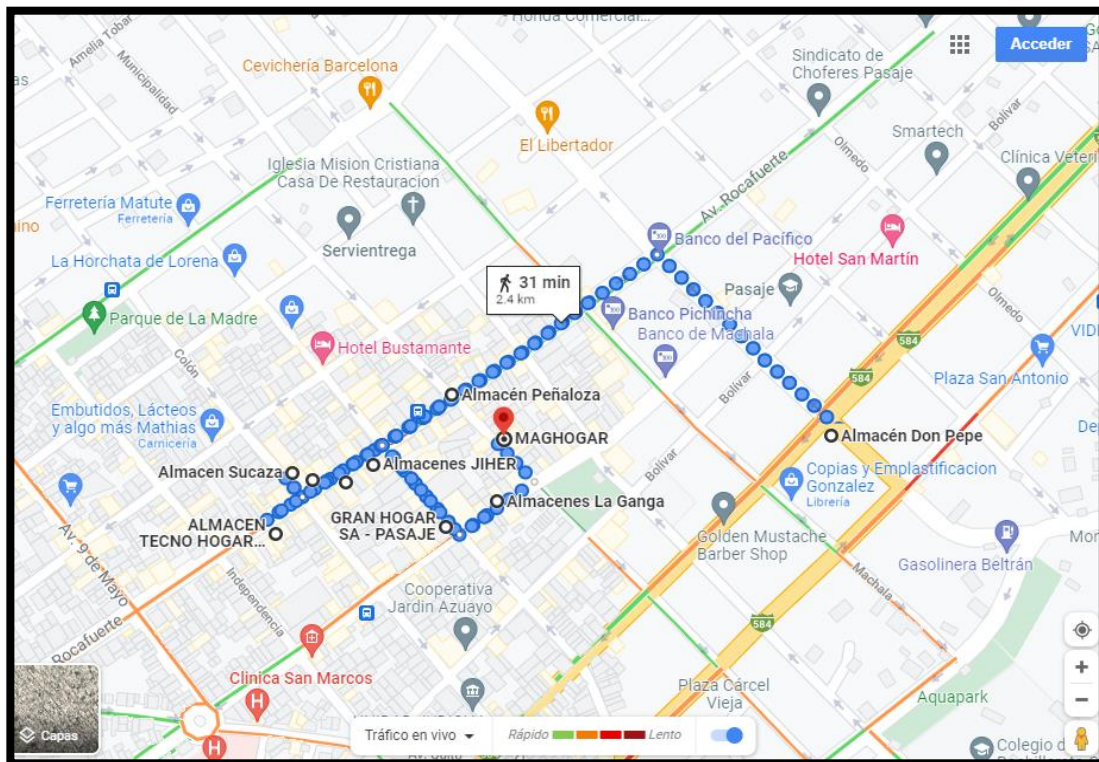 Honda Comercial...
Acceder
Amelia Tobar
Municipalidad
Cevichería Barcelona
Sindicato de
Choferes Pasaje
El Libertador
Bolívar
Olmedo
Smartech
Iglesia Mision Cristiana
Casa De Restauracion
Clínica Veteri
Ferretería Matute
Ferretería
Av. Rocafuerte
Servientrega
Banco del Pacífico
La Horchata de Lorena
Hotel San Martín
31 min
2.4 km
Pasaje
Olmedo
Parque de La Madre
Banco Pichincha
Banco de Machala
584
Hotel Bustamante
VIDI
Colón
584
Plaza San Antonio
Bolívar
Almacén Peñaloza
Embutidos, Lácteos
y algo más Mathias
Carnicería
MAGHOGAR
Almacén Don Pepe
Almacenes JIHER
Almacen Sucaza
Bolívar
Copias y Emplastificacion
Gonzalez
Librería
Almacenes La Ganga
ALMACEN
TECNO HOGAR...
GRAN HOGAR
SA - PASAJE
Golden Mustache
Barber Shop
Av. 9 de Mayo
Gasolinera Beltrán
Independencia
Cooperativa
Jardin Azuayo
Machala
584
Rocafuerte
Clinica San Marcos
Plaza Cárcel
Vieja
Aquapark
Capas
Tráfico en vivo
Rápido
Lento
Colegio d